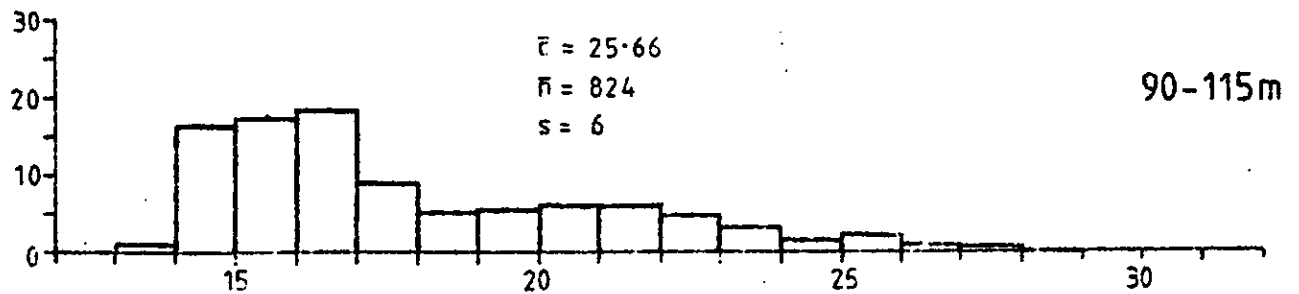 30
20
10
0
c̄ = 25·66
n̄ = 824
s = 6
90-115m
15 20 25 30